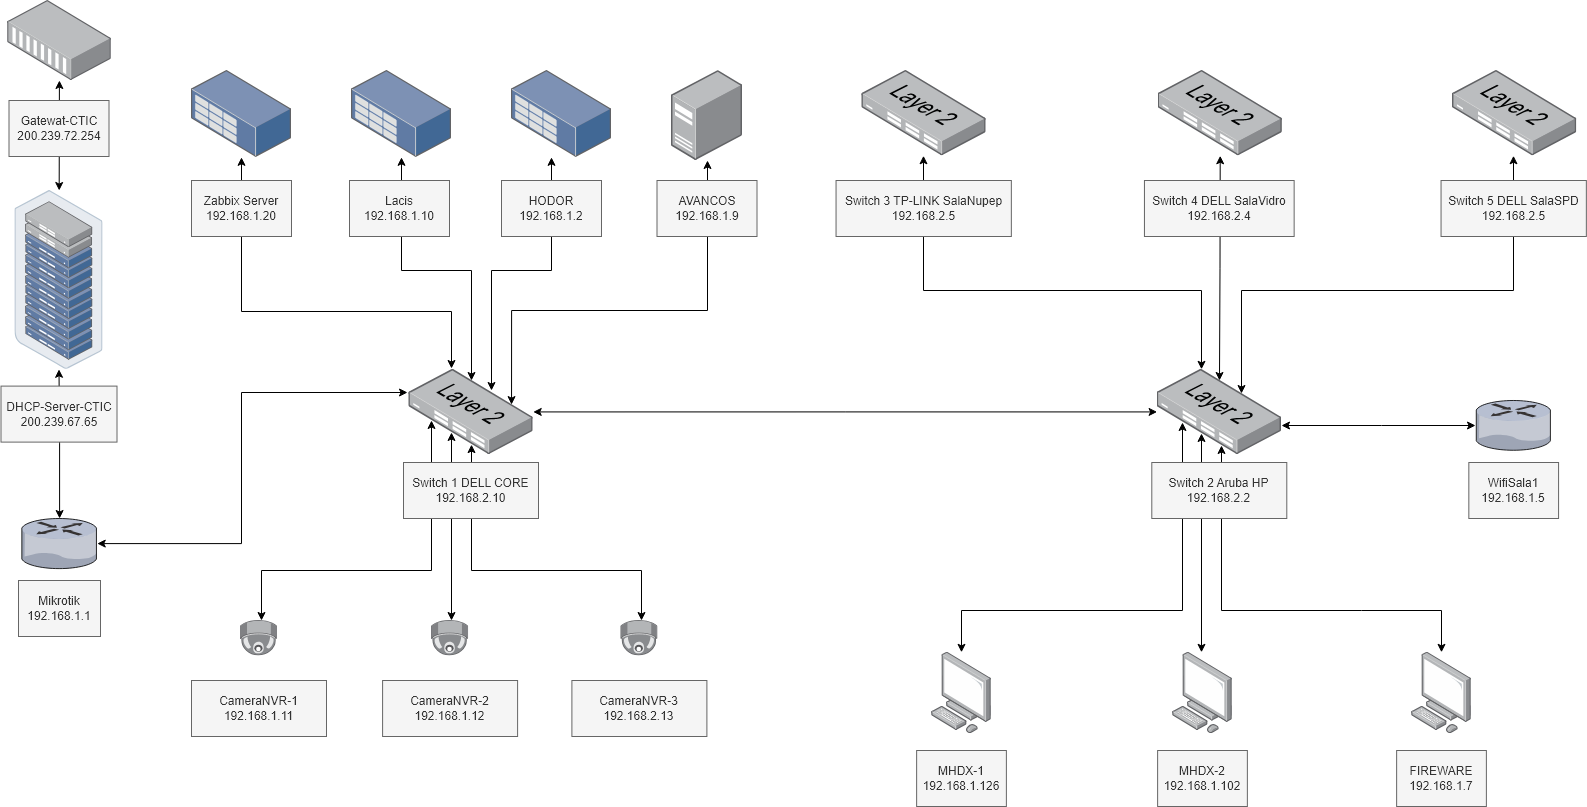 Gatewat-CTIC
200.239.72.254
Zabbix Server
192.168.1.20
Lacis
192.168.1.10
HODOR
192.168.1.2
AVANCOS
192.168.1.9
Layer 2
Switch 3 TP-LINK SalaNupep
192.168.2.5
Layer 2
Switch 4 DELL SalaVidro
192.168.2.4
Layer 2
Switch 5 DELL SalaSPD
192.168.2.5
DHCP-Server-CTIC
200.239.67.65
Layer 2
Switch 1 DELL CORE
192.168.2.10
Layer 2
Switch 2 Aruba HP
192.168.2.2
WifiSala1
192.168.1.5
Mikrotik
192.168.1.1
CameraNVR-1
192.168.1.11
CameraNVR-2
192.168.1.12
CameraNVR-3
192.168.2.13
MHDX-1
192.168.1.126
MHDX-2
192.168.1.102
FIREWARE
192.168.1.7